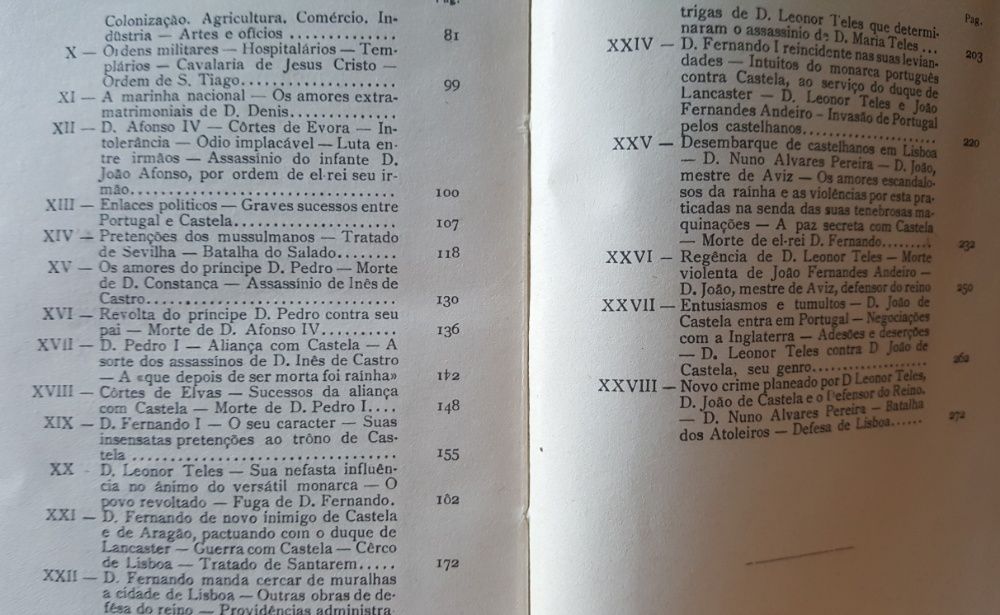 Pag.
Colonização. Agricultura. Comércio. In-
dústria — Artes e ofícios ............. 81
X — Ordens militares — Hospitalários — Tem-
plários — Cavalaria de Jesus Cristo —
Ordem de S. Tiago.................. 99
XI — A marinha nacional — Os amores extra-
matrimoniais de D. Denis.............
XII — D. Afonso IV — Côrtes de Evora — In-
tolerância — Odio implacável — Luta en-
tre irmãos — Assassínio do infante D.
João Afonso, por ordem de el-rei seu ir-
mão................................ 100
XIII — Enlaces politicos — Graves sucessos entre
Portugal e Castela.................... 107
XIV — Pretenções dos mussulmanos — Tratado
de Sevilha — Batalha do Salado........ 118
XV — Os amores do príncipe D. Pedro — Morte
de D. Constança — Assassínio de Inês de
Castro.............................. 130
XVI — Revolta do príncipe D. Pedro contra seu
pai — Morte de D. Afonso IV.......... 136
XVII — D. Pedro I — Aliança com Castela — A
sorte dos assassinos de D. Inês de Castro
— A «que depois de ser morta foi raínha» 142
XVIII — Côrtes de Elvas — Sucessos da aliança
com Castela — Morte de D. Pedro I.... 148
XIX — D. Fernando I — O seu caracter — Suas
insensatas pretenções ao trôno de Cas-
tela ................................ 155
XX — D. Leonor Teles — Sua nefasta influên-
cia no ânimo do versátil monarca — O
povo revoltado — Fuga de D. Fernando. 162
XXI — D. Fernando de novo inimigo de Castela
e de Aragão, pactuando com o duque de
Lancaster — Guerra com Castela — Cêrco
de Lisboa — Tratado de Santarem..... 172
XXII — D. Fernando manda cercar de muralhas
a cidade de Lisboa — Outras obras de de-
fêsa do reino — Providências administra-
Pag.
trigas de D. Leonor Teles que determi-
naram o assassinio de D. Maria Teles ... 203
XXIV — D. Fernando I reincidente nas suas levian-
dades — Intuitos do monarca português
contra Castela, ao serviço do duque de
Lancaster — D. Leonor Teles e João
Fernandes Andeiro - Invasão de Portugal
pelos castelhanos.................... 220
XXV — Desembarque de castelhanos em Lisboa
— D. Nuno Alvares Pereira — D. João,
mestre de Aviz — Os amores escandalo-
sos da rainha e as violências por esta pra-
ticadas na senda das suas tenebrosas ma-
quinações — A paz secreta com Castela
— Morte de el-rei D. Fernando........ 232
XXVI — Regência de D. Leonor Teles — Morte
violenta de João Fernandes Andeiro —
D. João, mestre de Aviz, defensor do reino 250
XXVII — Entusiasmos e tumultos — D. João de
Castela entra em Portugal — Negociações
com a Inglaterra — Adesões e deserções
— D. Leonor Teles contra D João de
Castela, seu genro.................... 262
XXVIII — Novo crime planeado por D Leonor Teles,
D. João de Castela e o Defensor do Reino.
— D. Nuno Alvares Pereira — Batalha
dos Atoleiros — Defesa de Lisboa...... 272